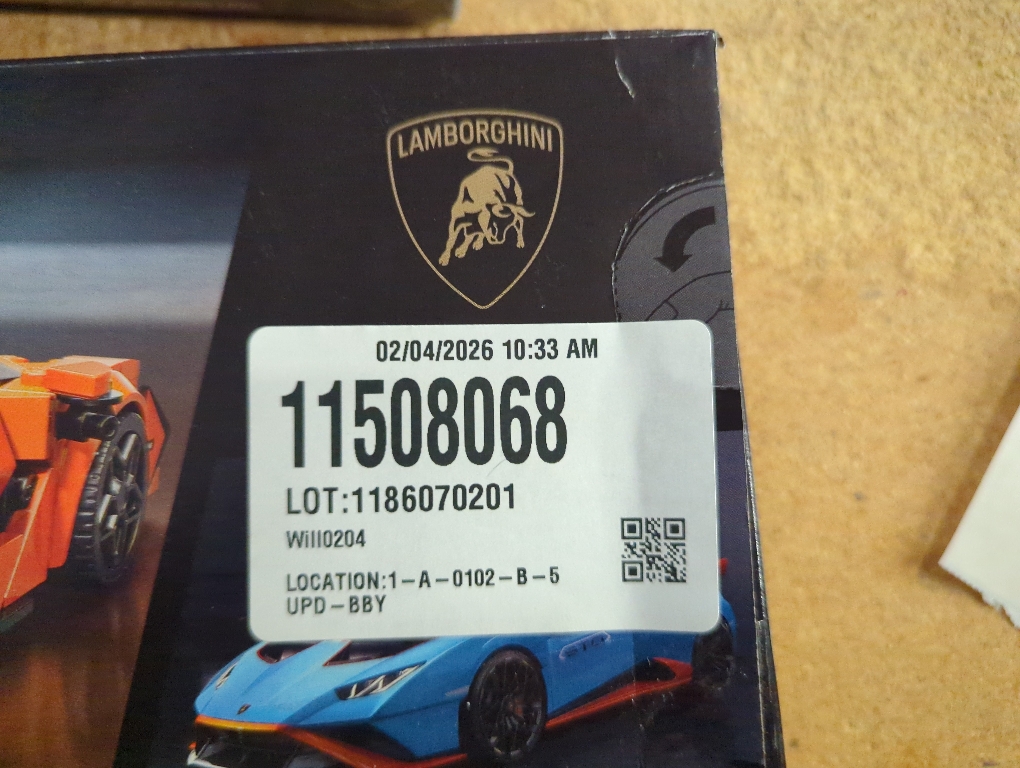 LAMBORGHINI
02/04/2026 10:33 AM
11508068
LOT:1186070201
Will0204
LOCATION:1-A-0102-B-5
UPD-BBY